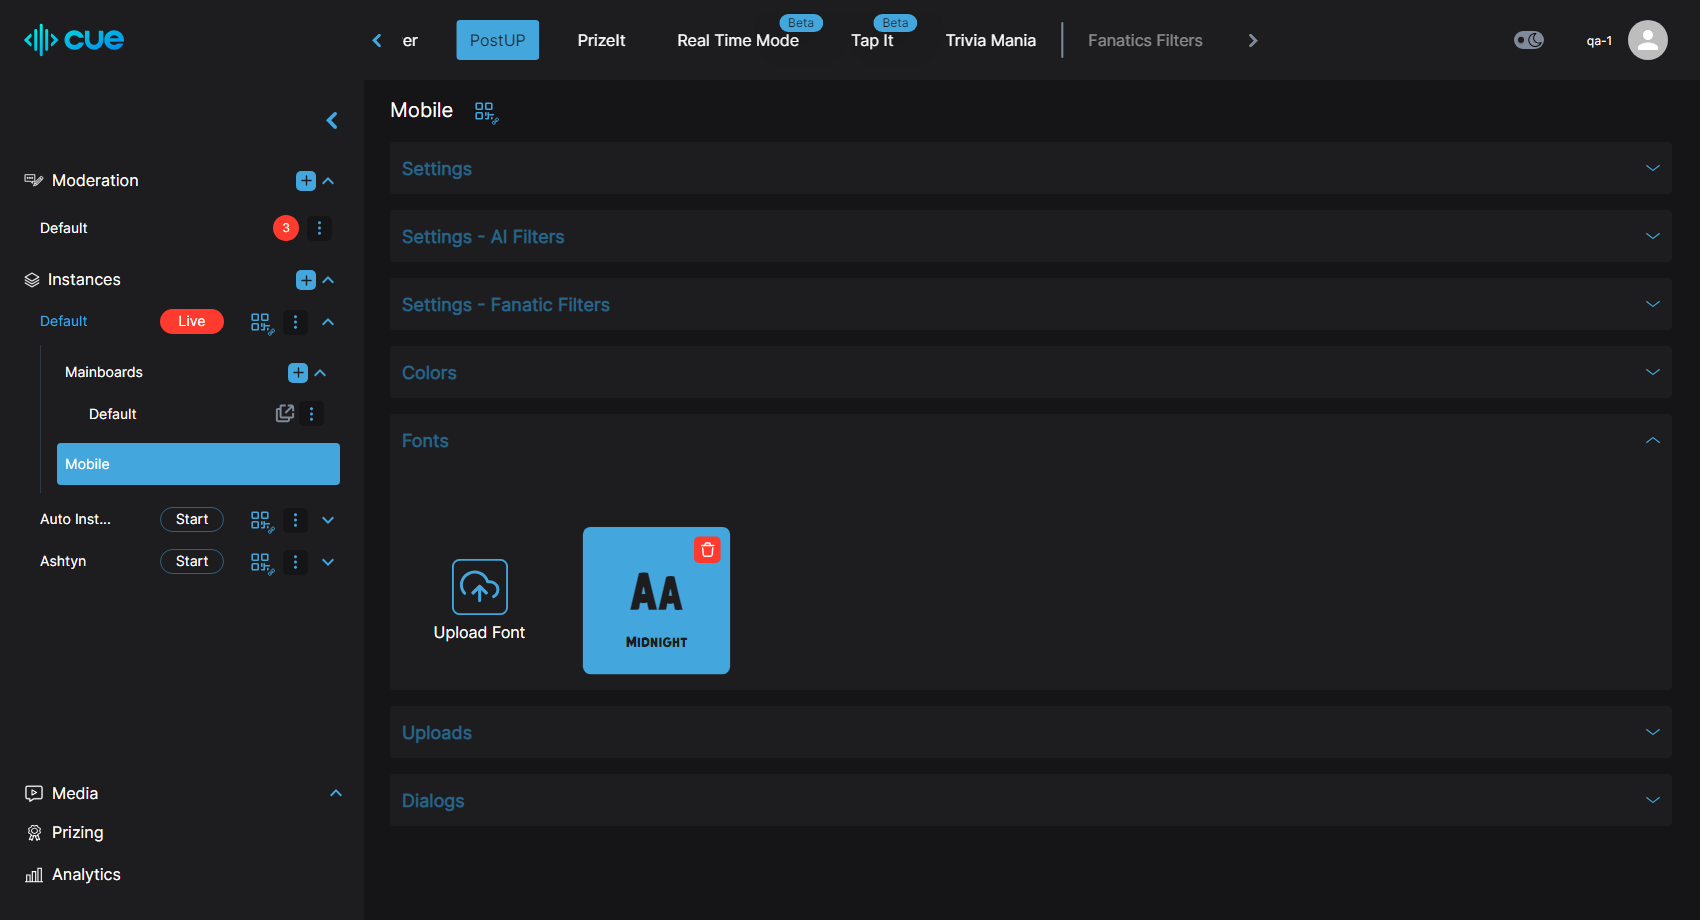 cue
er
PostUP
PrizeIt
Real Time Mode
Beta
Tap It
Beta
Trivia Mania
Fanatics Filters
qa-1
Moderation
Default
3
Instances
Default
Live
Mainboards
Default
Mobile
Auto Inst...
Start
Ashtyn
Start
Media
Prizing
Analytics
Mobile
Settings
Settings - AI Filters
Settings - Fanatic Filters
Colors
Fonts
Upload Font
AA
MIDNIGHT
Uploads
Dialogs